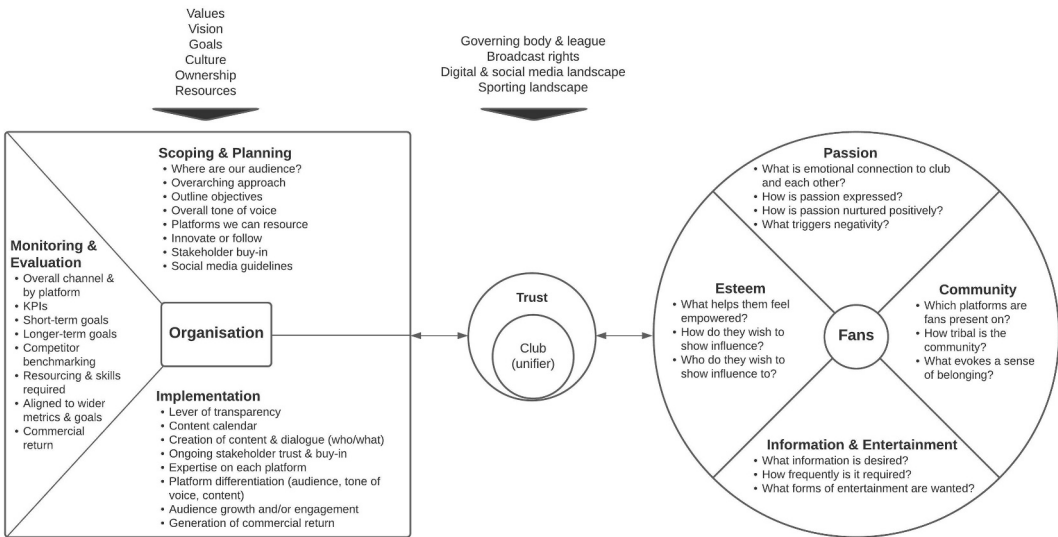 Values
Vision
Goals
Culture
Ownership
Resources
Governing body & league
Broadcast rights
Digital & social media landscape
Sporting landscape
Scoping & Planning
• Where are our audience?
• Overarching approach
• Outline objectives
• Overall tone of voice
• Platforms we can resource
• Innovate or follow
• Stakeholder buy-in
• Social media guidelines
Monitoring &
Evaluation
• Overall channel &
by platform
• KPIs
• Short-term goals
• Longer-term goals
• Competitor
benchmarking
• Resourcing & skills
required
• Aligned to wider
metrics & goals
• Commercial
return
Organisation
Implementation
• Lever of transparency
• Content calendar
• Creation of content & dialogue (who/what)
• Ongoing stakeholder trust & buy-in
• Expertise on each platform
• Platform differentiation (audience, tone of
voice, content)
• Audience growth and/or engagement
• Generation of commercial return
Trust
Club
(unifier)
Passion
• What is emotional connection to club
and each other?
• How is passion expressed?
• How is passion nurtured positively?
• What triggers negativity?
Esteem
• What helps them feel
empowered?
• How do they wish to
show influence?
• Who do they wish to
show influence to?
Fans
Community
• Which platforms are
fans present on?
• How tribal is the
community?
• What evokes a sense
of belonging?
Information & Entertainment
• What information is desired?
• How frequently is it required?
• What forms of entertainment are wanted?